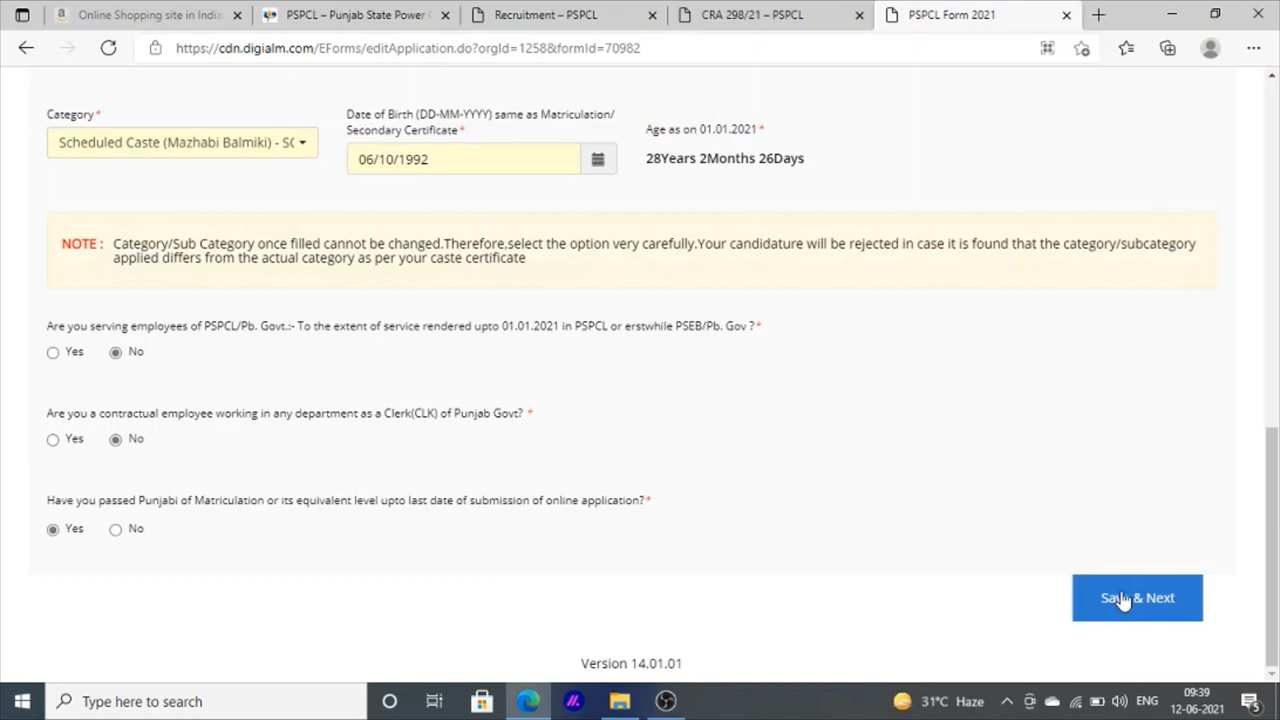 Online Shopping site in India
PSPCL – Punjab State Power C
Recruitment – PSPCL
CRA 298/21 – PSPCL
PSPCL Form 2021
https://cdn.digialm.com/EForms/editApplication.do?orgId=1258&formId=70982
Category*
Date of Birth (DD-MM-YYYY) same as Matriculation/
Secondary Certificate*
Age as on 01.01.2021*
Scheduled Caste (Mazhabi Balmiki) - SC
06/10/1992
28Years 2Months 26Days
NOTE : Category/Sub Category once filled cannot be changed.Therefore,select the option very carefully.Your candidature will be rejected in case it is found that the category/subcategory
applied differs from the actual category as per your caste certificate
Are you serving employees of PSPCL/Pb. Govt.:- To the extent of service rendered upto 01.01.2021 in PSPCL or erstwhile PSEB/Pb. Gov ?*
Yes No
Are you a contractual employee working in any department as a Clerk(CLK) of Punjab Govt? *
Yes No
Have you passed Punjabi of Matriculation or its equivalent level upto last date of submission of online application?*
Yes No
Save & Next
Version 14.01.01
Type here to search
31°C Haze
ENG
09:39
12-06-2021
5